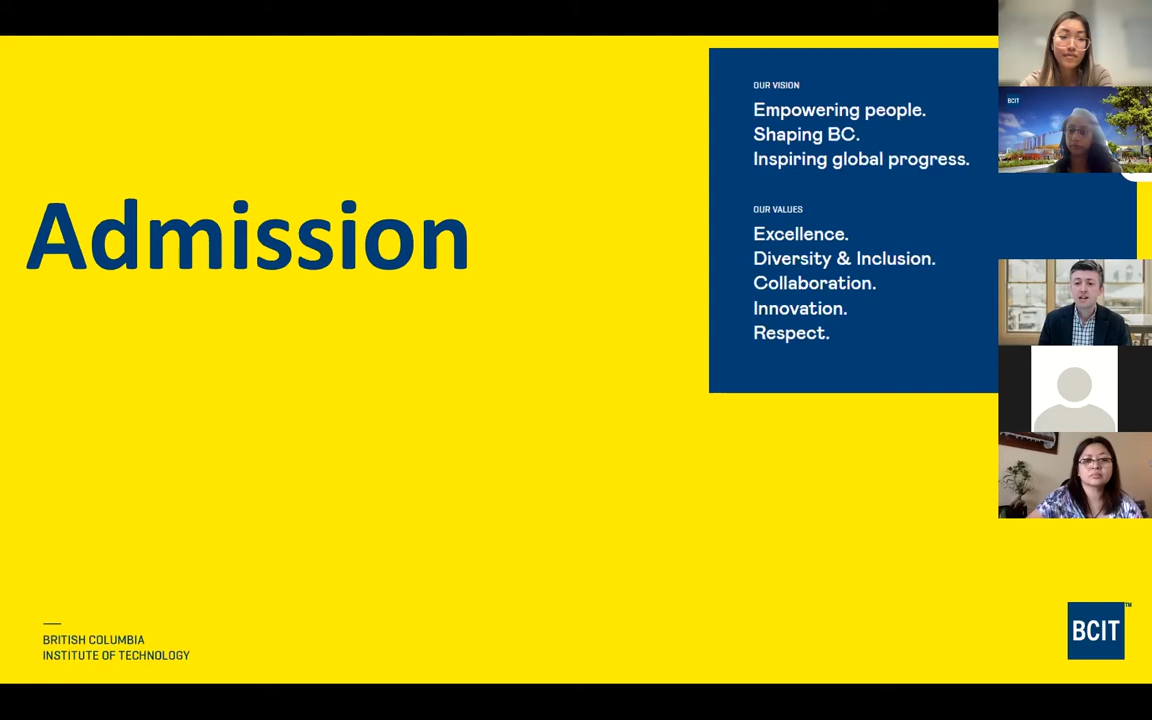 Admission
OUR VISION
Empowering people.
Shaping BC.
Inspiring global progress.
OUR VALUES
Excellence.
Diversity & Inclusion.
Collaboration.
Innovation.
Respect.
BCIT
BRITISH COLUMBIA
INSTITUTE OF TECHNOLOGY
BCIT™